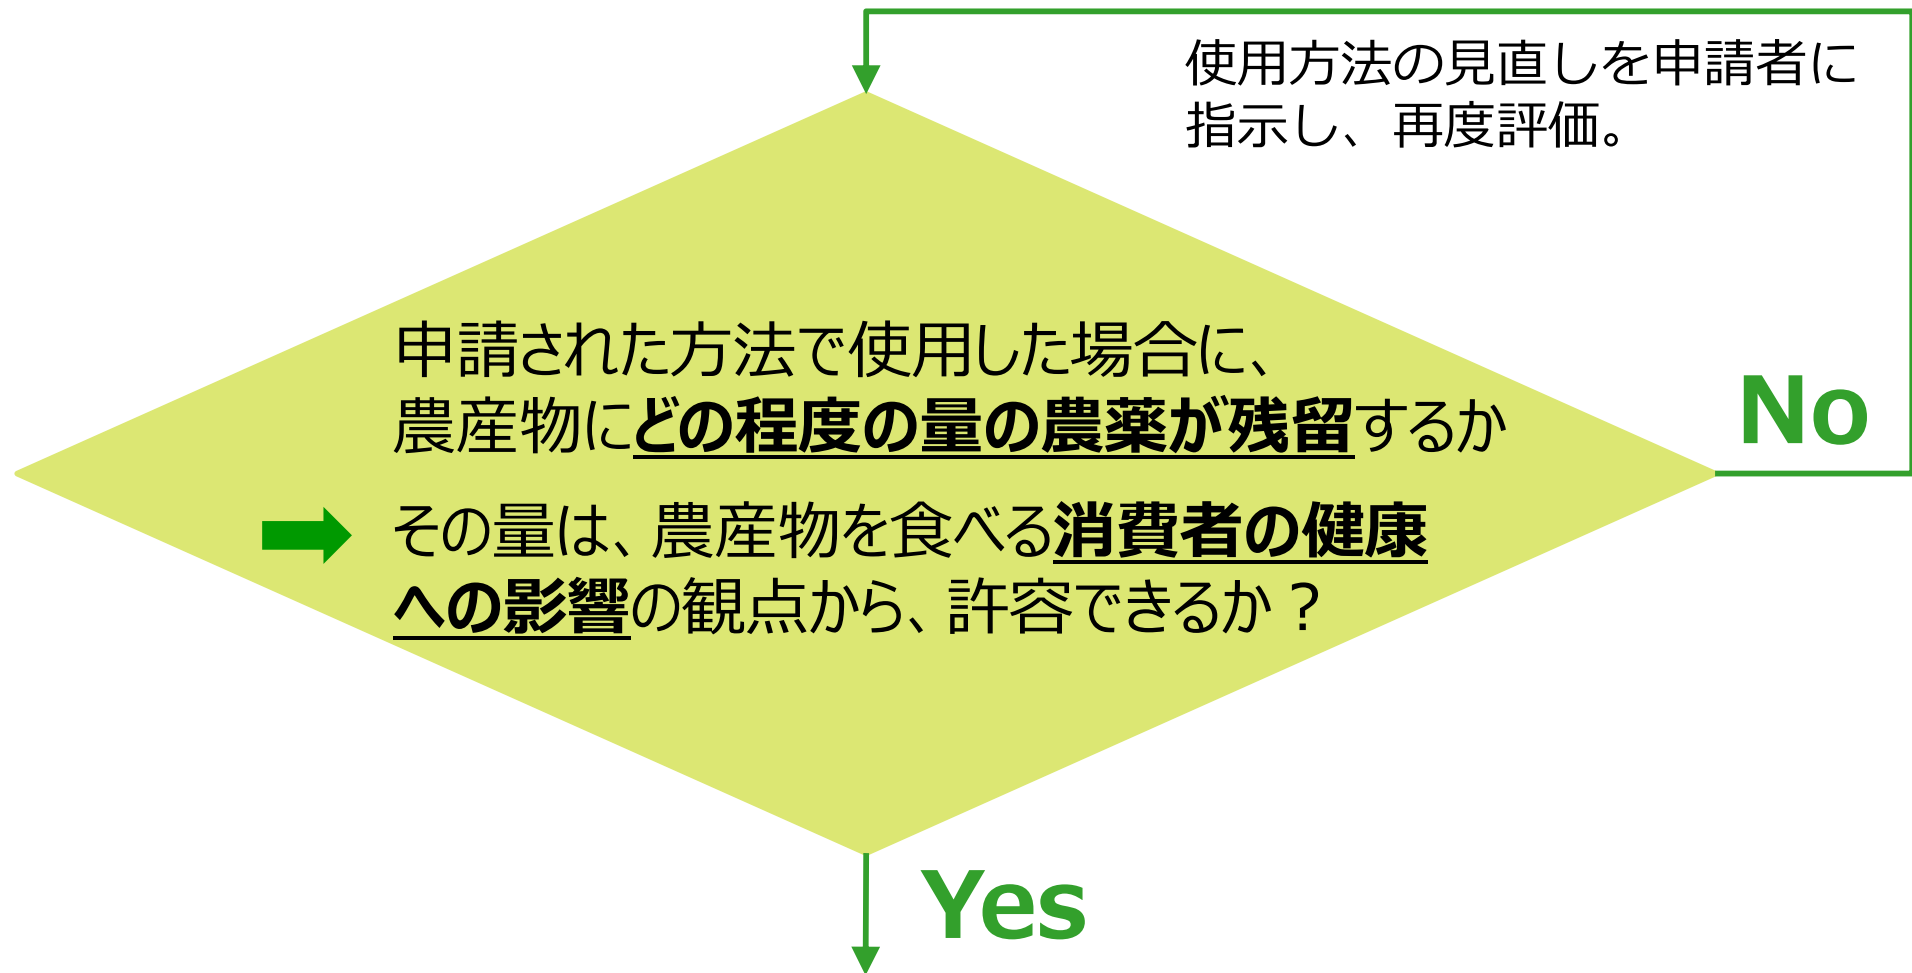 使用方法の見直しを申請者に
指示し、再度評価。
申請された方法で使用した場合に、
農産物にどの程度の量の農薬が残留するか
No
その量は、農産物を食べる消費者の健康
への影響の観点から、許容できるか？
Yes